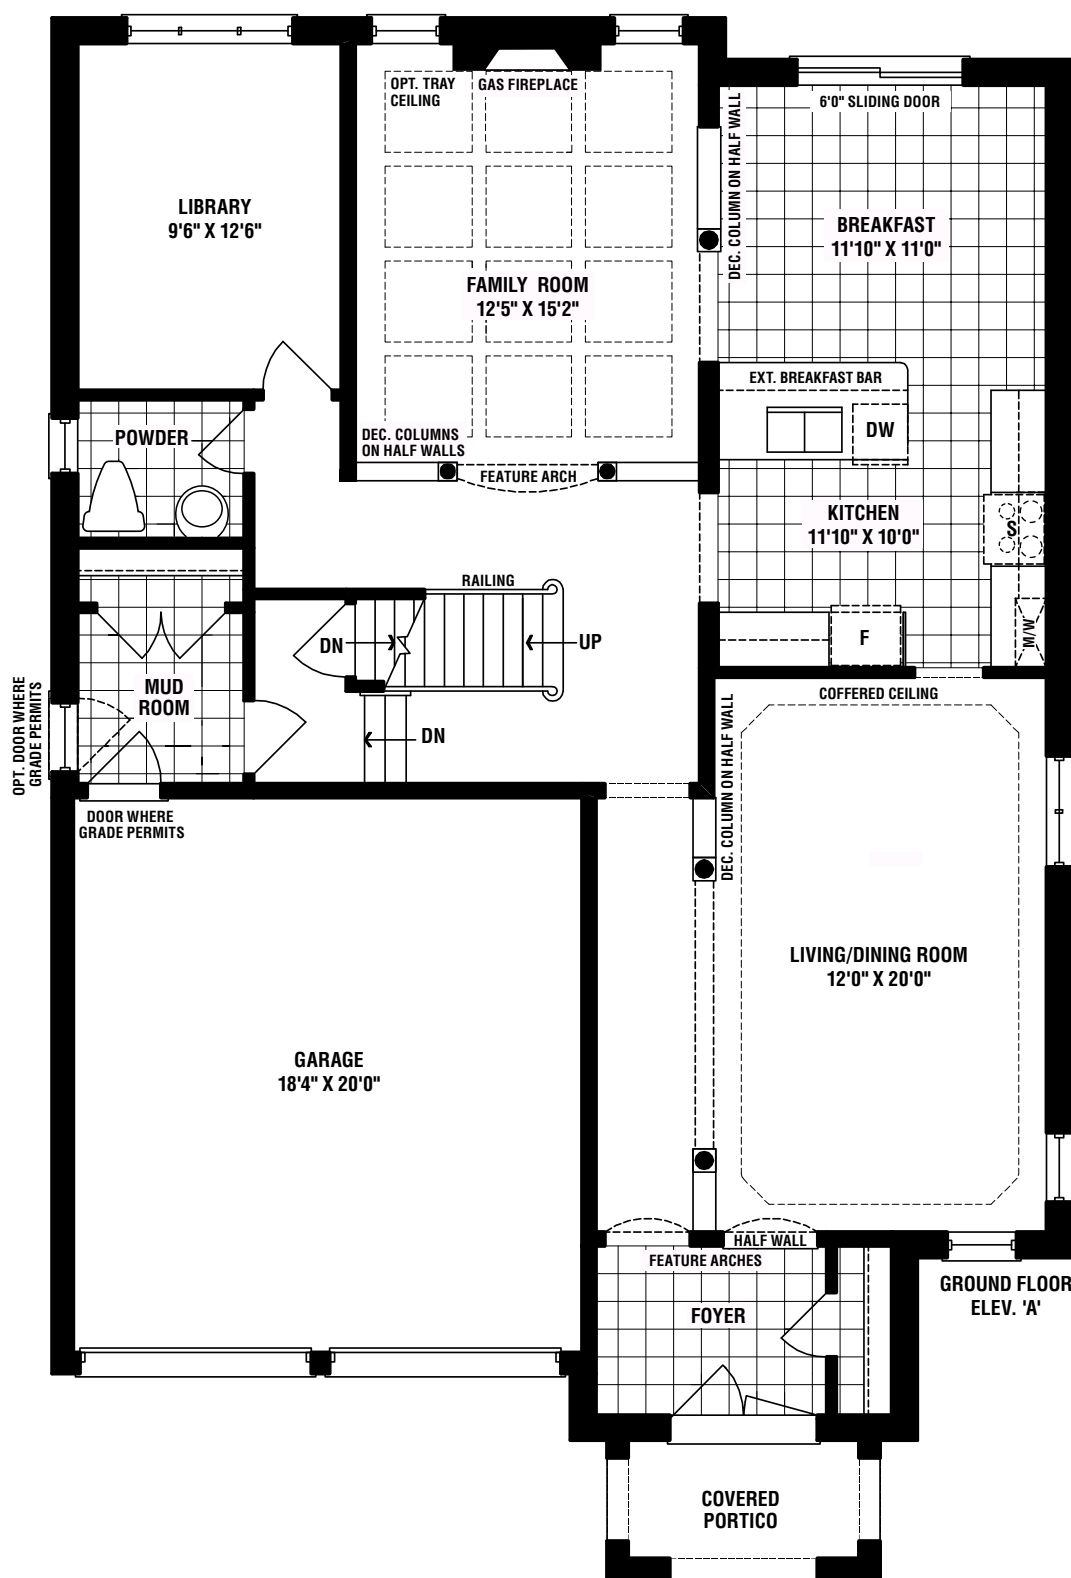 OPT. TRAY
CEILING
GAS FIREPLACE
6'0" SLIDING DOOR
DEC. COLUMN ON HALF WALL
LIBRARY
9'6" X 12'6"
BREAKFAST
11'10" X 11'0"
FAMILY ROOM
12'5" X 15'2"
EXT. BREAKFAST BAR
DW
POWDER
DEC. COLUMNS
ON HALF WALLS
FEATURE ARCH
KITCHEN
11'10" X 10'0"
S
RAILING
DN
UP
F
M/W
MUD
ROOM
OPT. DOOR WHERE
GRADE PERMITS
DN
COFFERED CEILING
DEC. COLUMN ON HALF WALL
DOOR WHERE
GRADE PERMITS
LIVING/DINING ROOM
12'0" X 20'0"
GARAGE
18'4" X 20'0"
HALF WALL
FEATURE ARCHES
GROUND FLOOR
ELEV. 'A'
FOYER
COVERED
PORTICO